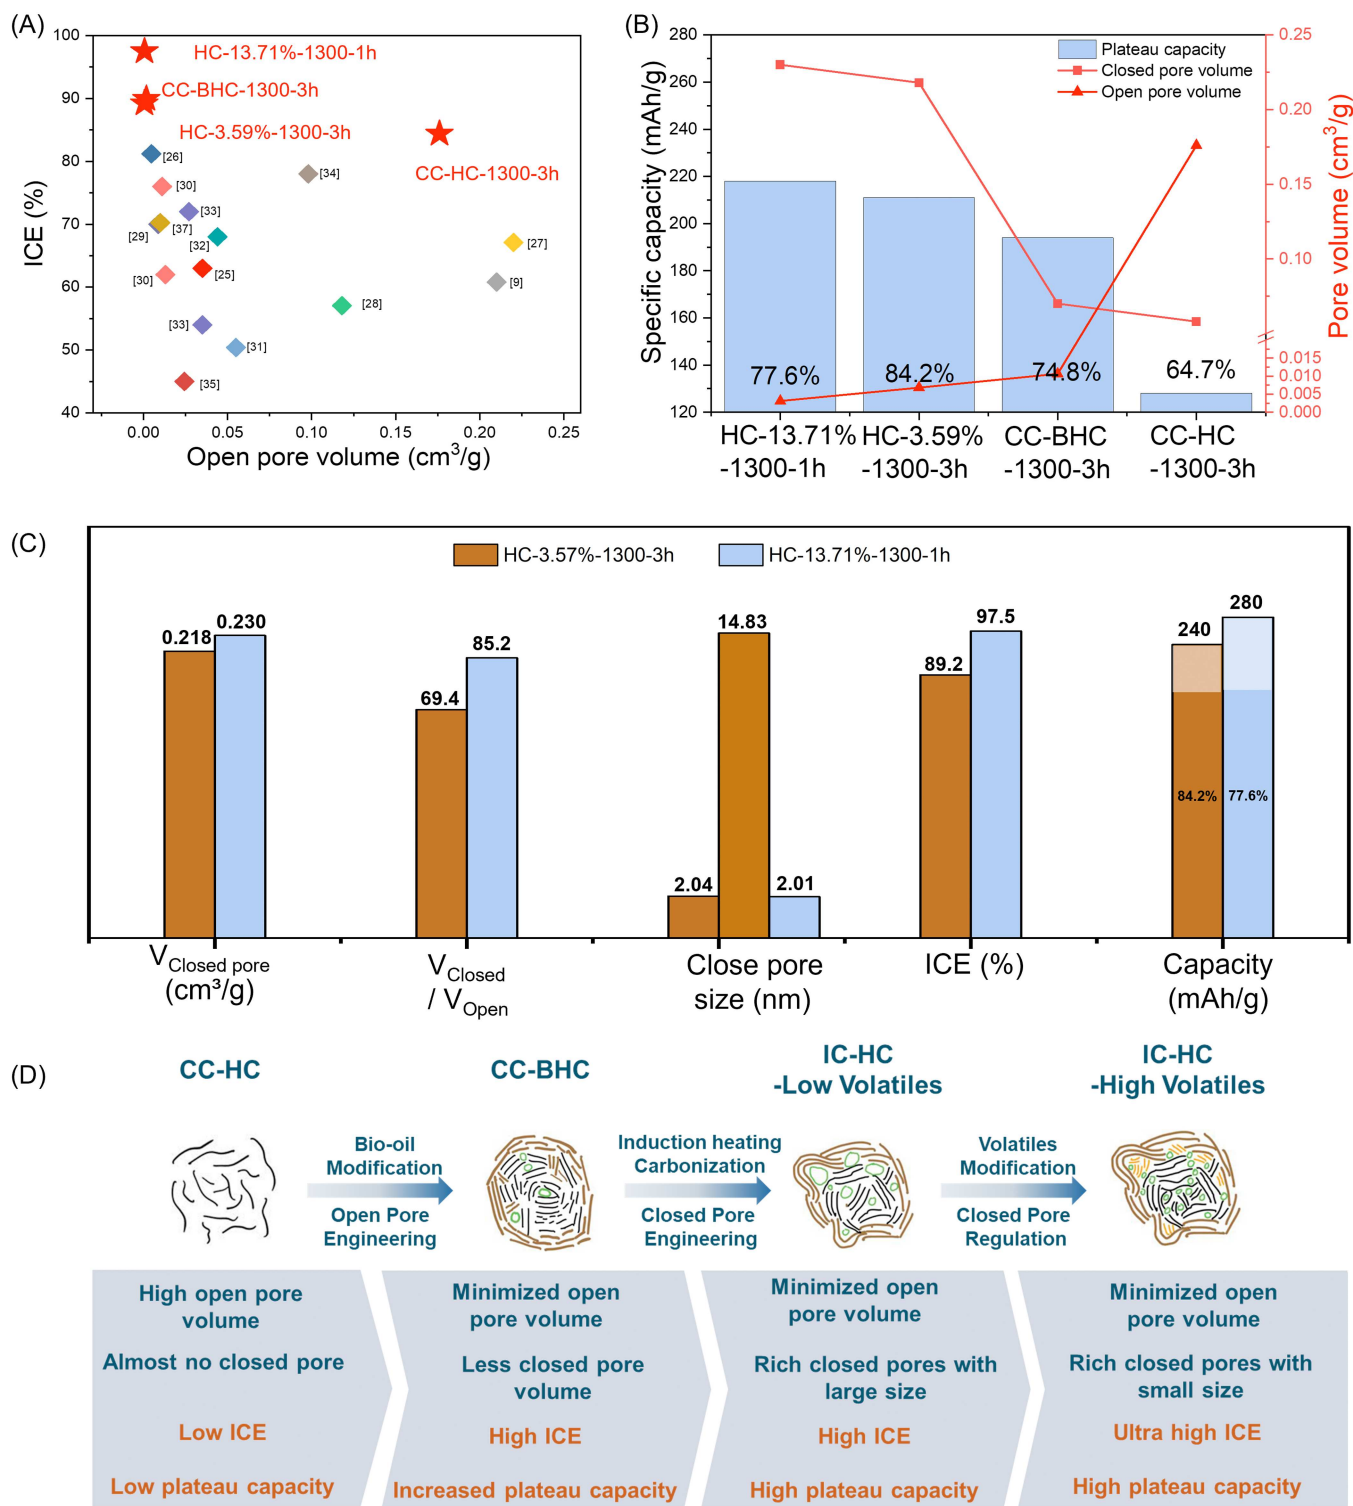 (A)
100
90
80
70
60
50
40
ICE (%)
0.00
0.05
0.10
0.15
0.20
0.25
Open pore volume (cm³/g)
HC-13.71%-1300-1h
CC-BHC-1300-3h
HC-3.59%-1300-3h
CC-HC-1300-3h
[26]
[34]
[30]
[33]
[29]
[37]
[32]
[27]
[30]
[25]
[9]
[28]
[33]
[31]
[35]
(B)
280
260
240
220
200
180
160
140
120
Specific capacity (mAh/g)
Plateau capacity
Closed pore volume
Open pore volume
0.25
0.20
0.15
0.10
0.015
0.010
0.005
0.000
Pore volume (cm³/g)
77.6%
84.2%
74.8%
64.7%
HC-13.71%
-1300-1h
HC-3.59%
-1300-3h
CC-BHC
-1300-3h
CC-HC
-1300-3h
(C)
HC-3.57%-1300-3h
HC-13.71%-1300-1h
0.218
0.230
69.4
85.2
2.04
14.83
2.01
89.2
97.5
240
280
84.2%
77.6%
V Closed pore
(cm³/g)
V Closed
/ V Open
Close pore
size (nm)
ICE (%)
Capacity
(mAh/g)
(D)
CC-HC
CC-BHC
IC-HC
-Low Volatiles
IC-HC
-High Volatiles
Bio-oil
Modification
Open Pore
Engineering
Induction heating
Carbonization
Closed Pore
Engineering
Volatiles
Modification
Closed Pore
Regulation
High open pore
volume
Almost no closed pore
Low ICE
Low plateau capacity
Minimized open
pore volume
Less closed pore
volume
High ICE
Increased plateau capacity
Minimized open
pore volume
Rich closed pores with
large size
High ICE
High plateau capacity
Minimized open
pore volume
Rich closed pores with
small size
Ultra high ICE
High plateau capacity